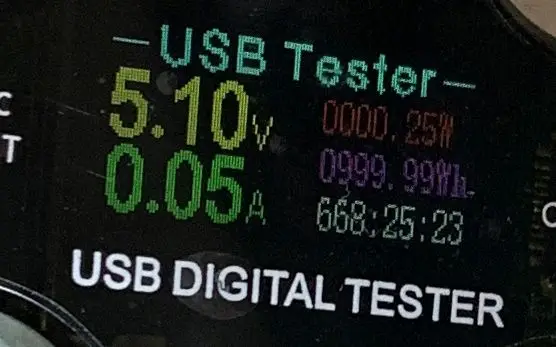 —USB Tester—
5.10V 0000.25W
0.05A 0999.99Wh
668:25:23
USB DIGITAL TESTER
C
T
C